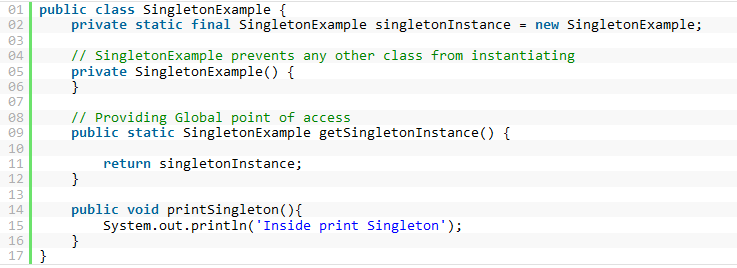 01 public class SingletonExample {
02     private static final SingletonExample singletonInstance = new SingletonExample;
03
04     // SingletonExample prevents any other class from instantiating
05     private SingletonExample() {
06     }
07
08     // Providing Global point of access
09     public static SingletonExample getSingletonInstance() {
10
11         return singletonInstance;
12     }
13
14     public void printSingleton(){
15         System.out.println('Inside print Singleton');
16     }
17 }